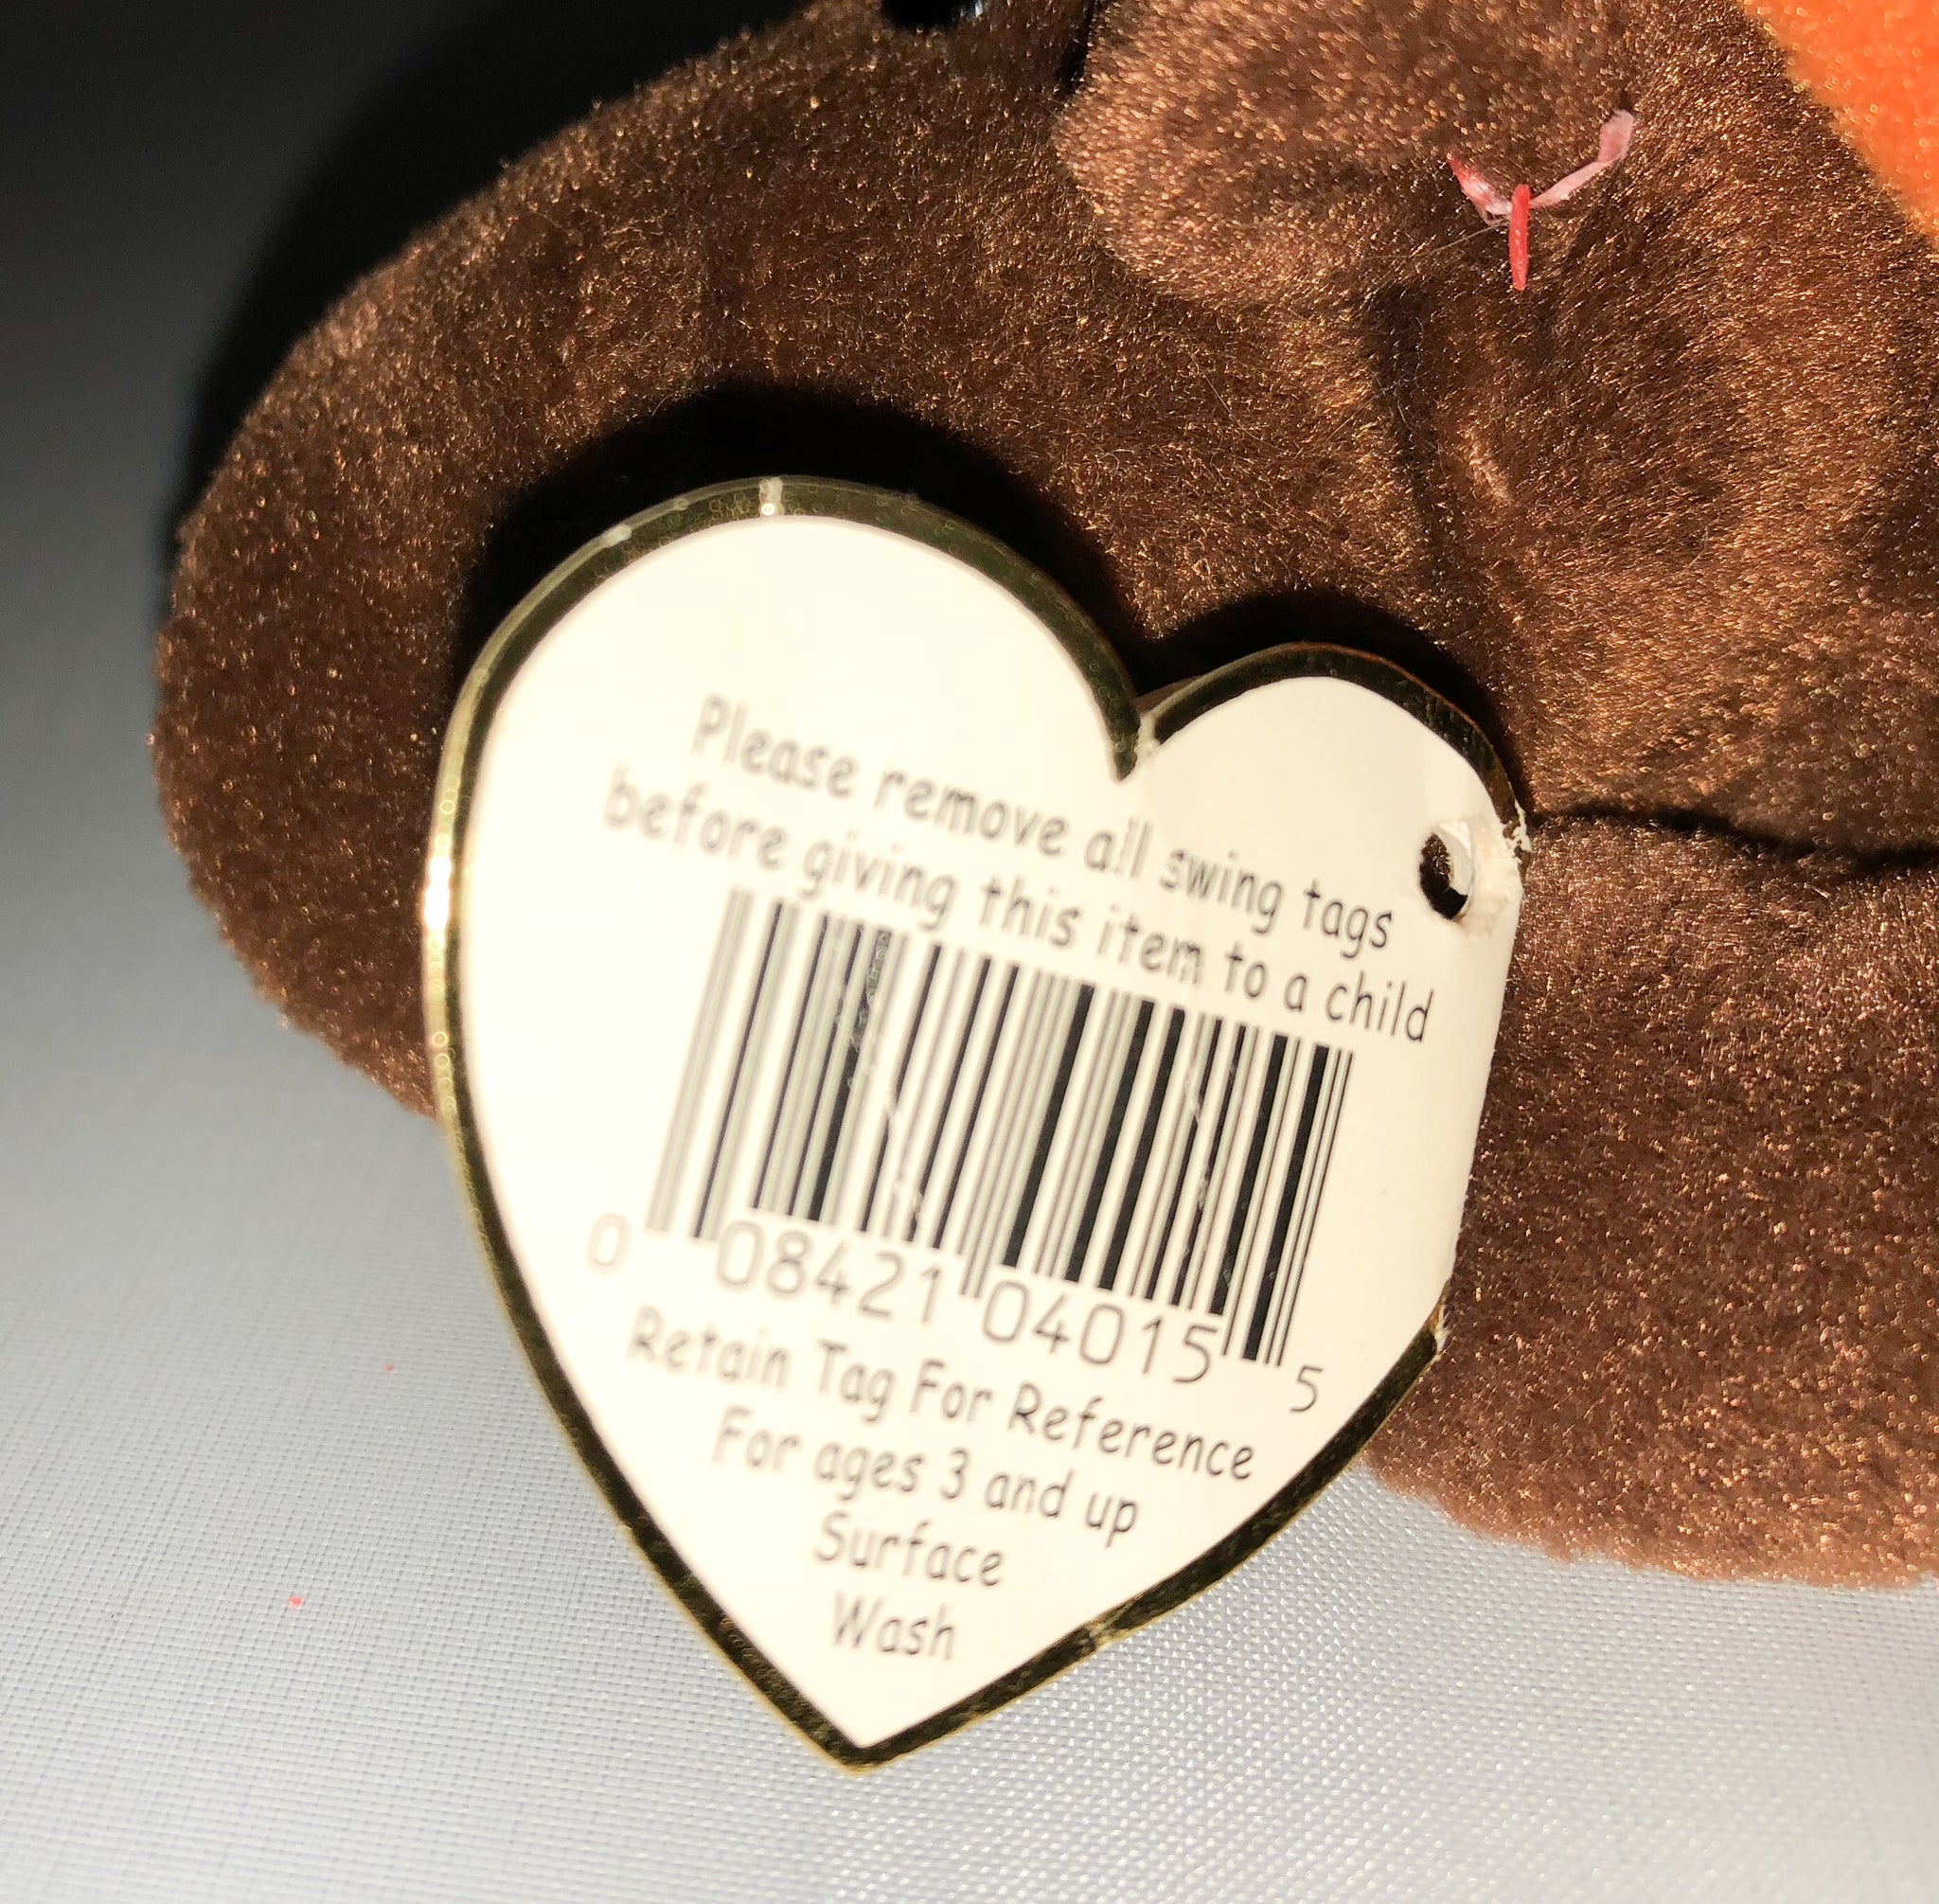 Please remove all swing tags
before giving this item to a child
0 08421 04015 5
Retain Tag For Reference
For ages 3 and up
Surface
Wash